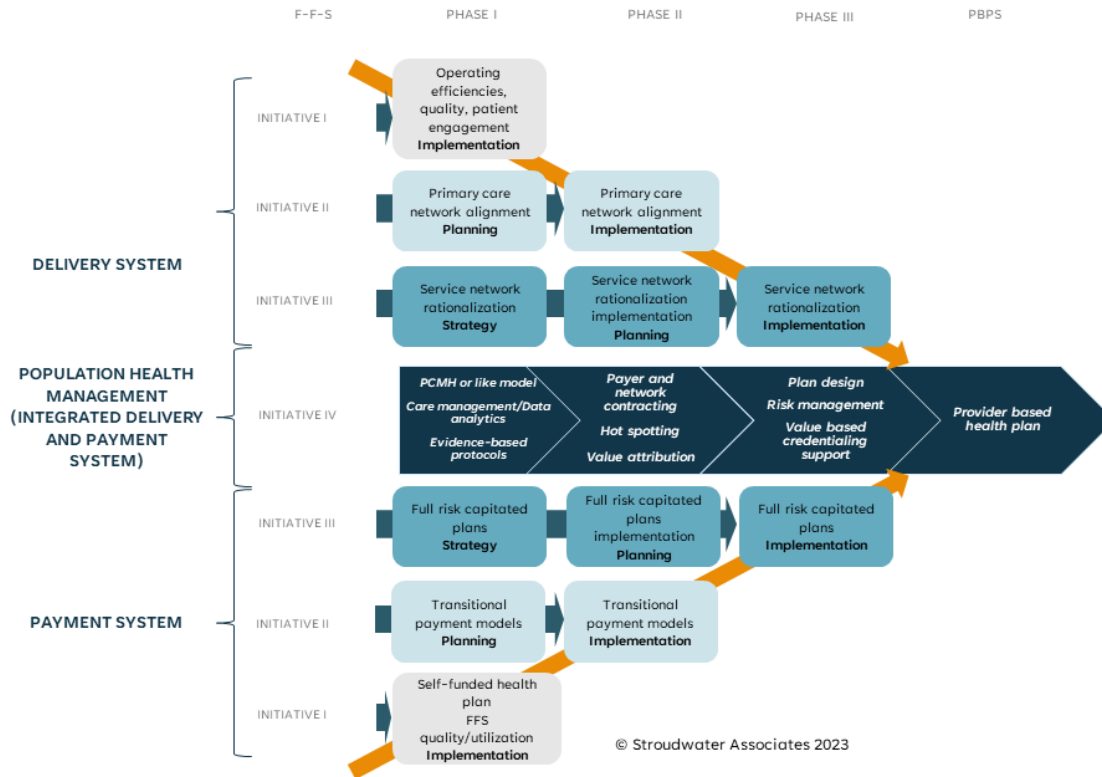 F-F-S PHASE I PHASE II PHASE III PBPS
DELIVERY SYSTEM
INITIATIVE I
Operating
efficiencies,
quality, patient
engagement
Implementation
INITIATIVE II
Primary care
network alignment
Planning
Primary care
network alignment
Implementation
INITIATIVE III
Service network
rationalization
Strategy
Service network
rationalization
implementation
Planning
Service network
rationalization
Implementation
POPULATION HEALTH
MANAGEMENT
(INTEGRATED DELIVERY
AND PAYMENT
SYSTEM)
INITIATIVE IV
PCMH or like model
Care management/Data
analytics
Evidence-based
protocols
Payer and
network
contracting
Hot spotting
Value attribution
Plan design
Risk management
Value based
credentialing
support
Provider based
health plan
PAYMENT SYSTEM
INITIATIVE III
Full risk capitated
plans
Strategy
Full risk capitated
plans
implementation
Planning
Full risk capitated
plans
Implementation
INITIATIVE II
Transitional
payment models
Planning
Transitional
payment models
Implementation
INITIATIVE I
Self-funded health
plan
FFS
quality/utilization
Implementation
© Stroudwater Associates 2023